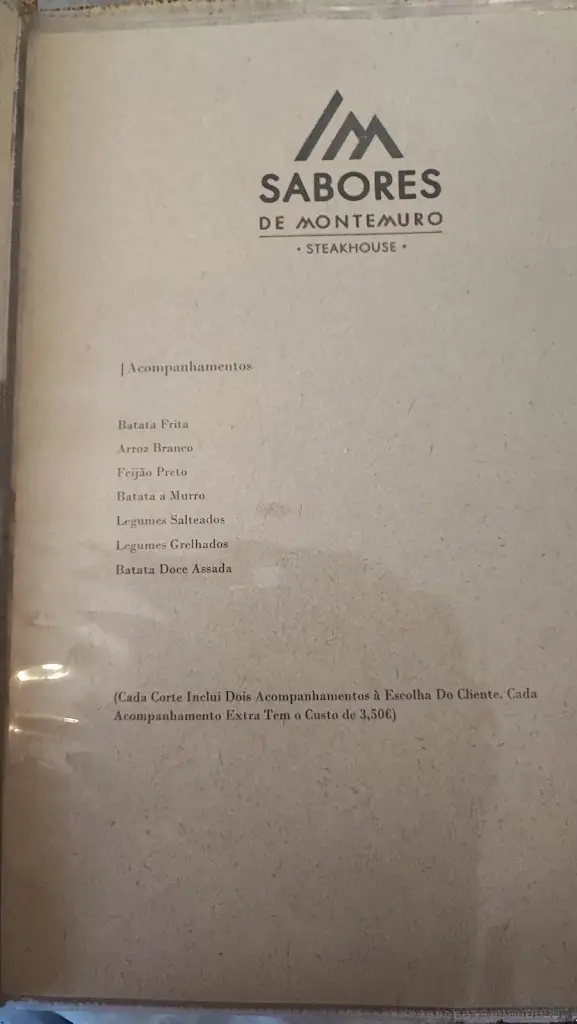 SABORES
DE MONTEMURO
• STEAKHOUSE •
| Acompanhamentos
Batata Frita
Arroz Branco
Feijão Preto
Batata a Murro
Legumes Salteados
Legumes Grelhados
Batata Doce Assada
(Cada Corte Inclui Dois Acompanhamentos à Escolha Do Cliente. Cada
Acompanhamento Extra Tem o Custo de 3,50€)